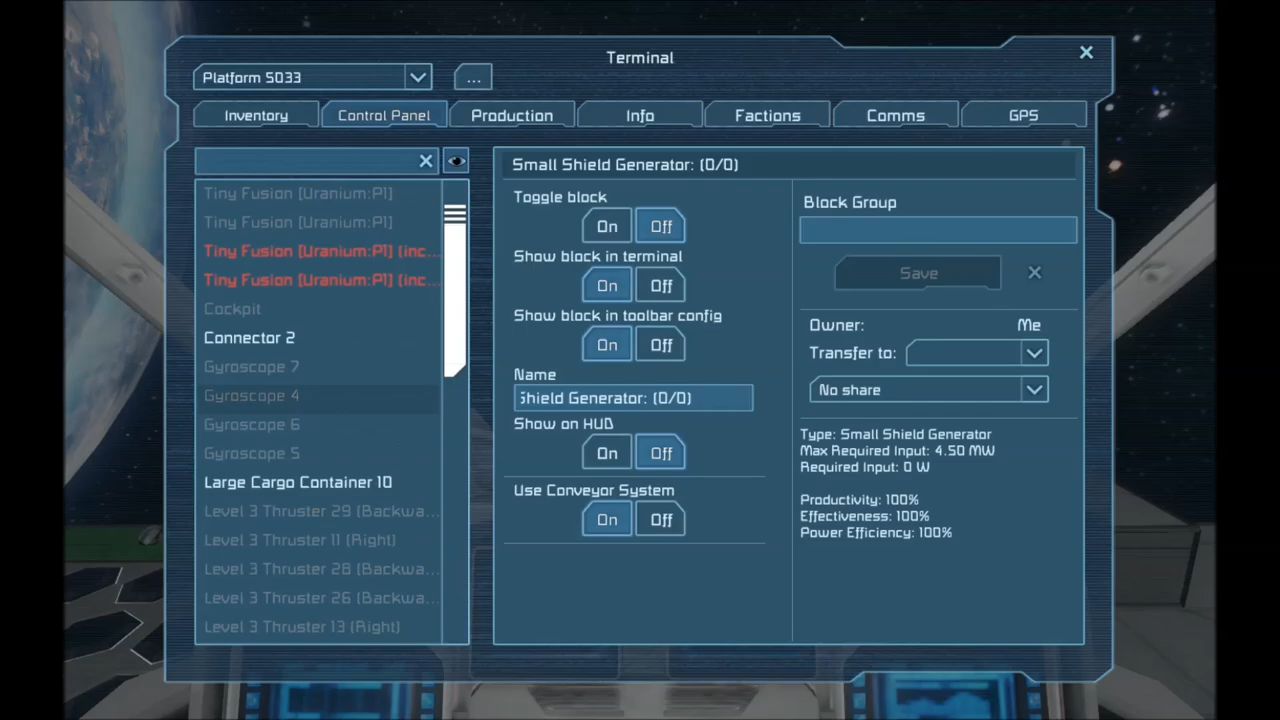 Terminal
Platform 5033
...
Inventory
Control Panel
Production
Info
Factions
Comms
GPS
Tiny Fusion [Uranium:P1]
Tiny Fusion [Uranium:P1]
Tiny Fusion [Uranium:P1] (inc...
Tiny Fusion [Uranium:P1] (inc...
Cockpit
Connector 2
Gyroscope 7
Gyroscope 4
Gyroscope 6
Gyroscope 5
Large Cargo Container 10
Level 3 Thruster 29 (Backwa...
Level 3 Thruster 11 (Right)
Level 3 Thruster 28 (Backwa...
Level 3 Thruster 26 (Backwa...
Level 3 Thruster 13 (Right)
Small Shield Generator: (0/0)
Toggle block
On Off
Show block in terminal
On Off
Show block in toolbar config
On Off
Name
Shield Generator: (0/0)
Show on HUD
On Off
Use Conveyor System
On Off
Block Group
Save
Owner: Me
Transfer to:
No share
Type: Small Shield Generator
Max Required Input: 4.50 MW
Required Input: 0 W
Productivity: 100%
Effectiveness: 100%
Power Efficiency: 100%